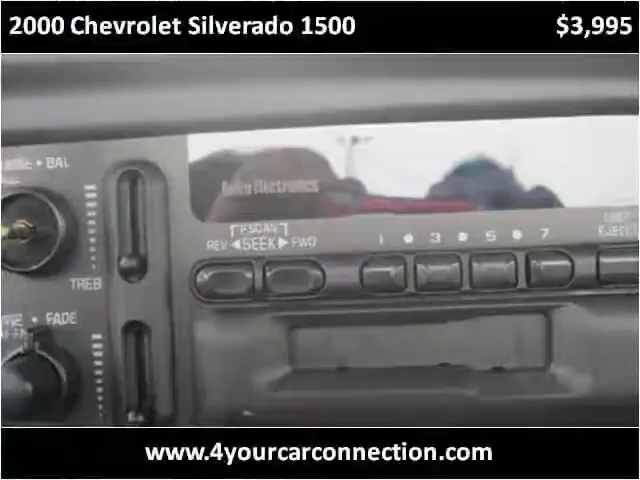 2000 Chevrolet Silverado 1500 $3,995
• BAL
Delco Electronics
P.SCAN
REV ◀SEEK▶ FWD
1 • 3 • 5 • 7
EJECT
TREB
• FADE
www.4yourcarconnection.com